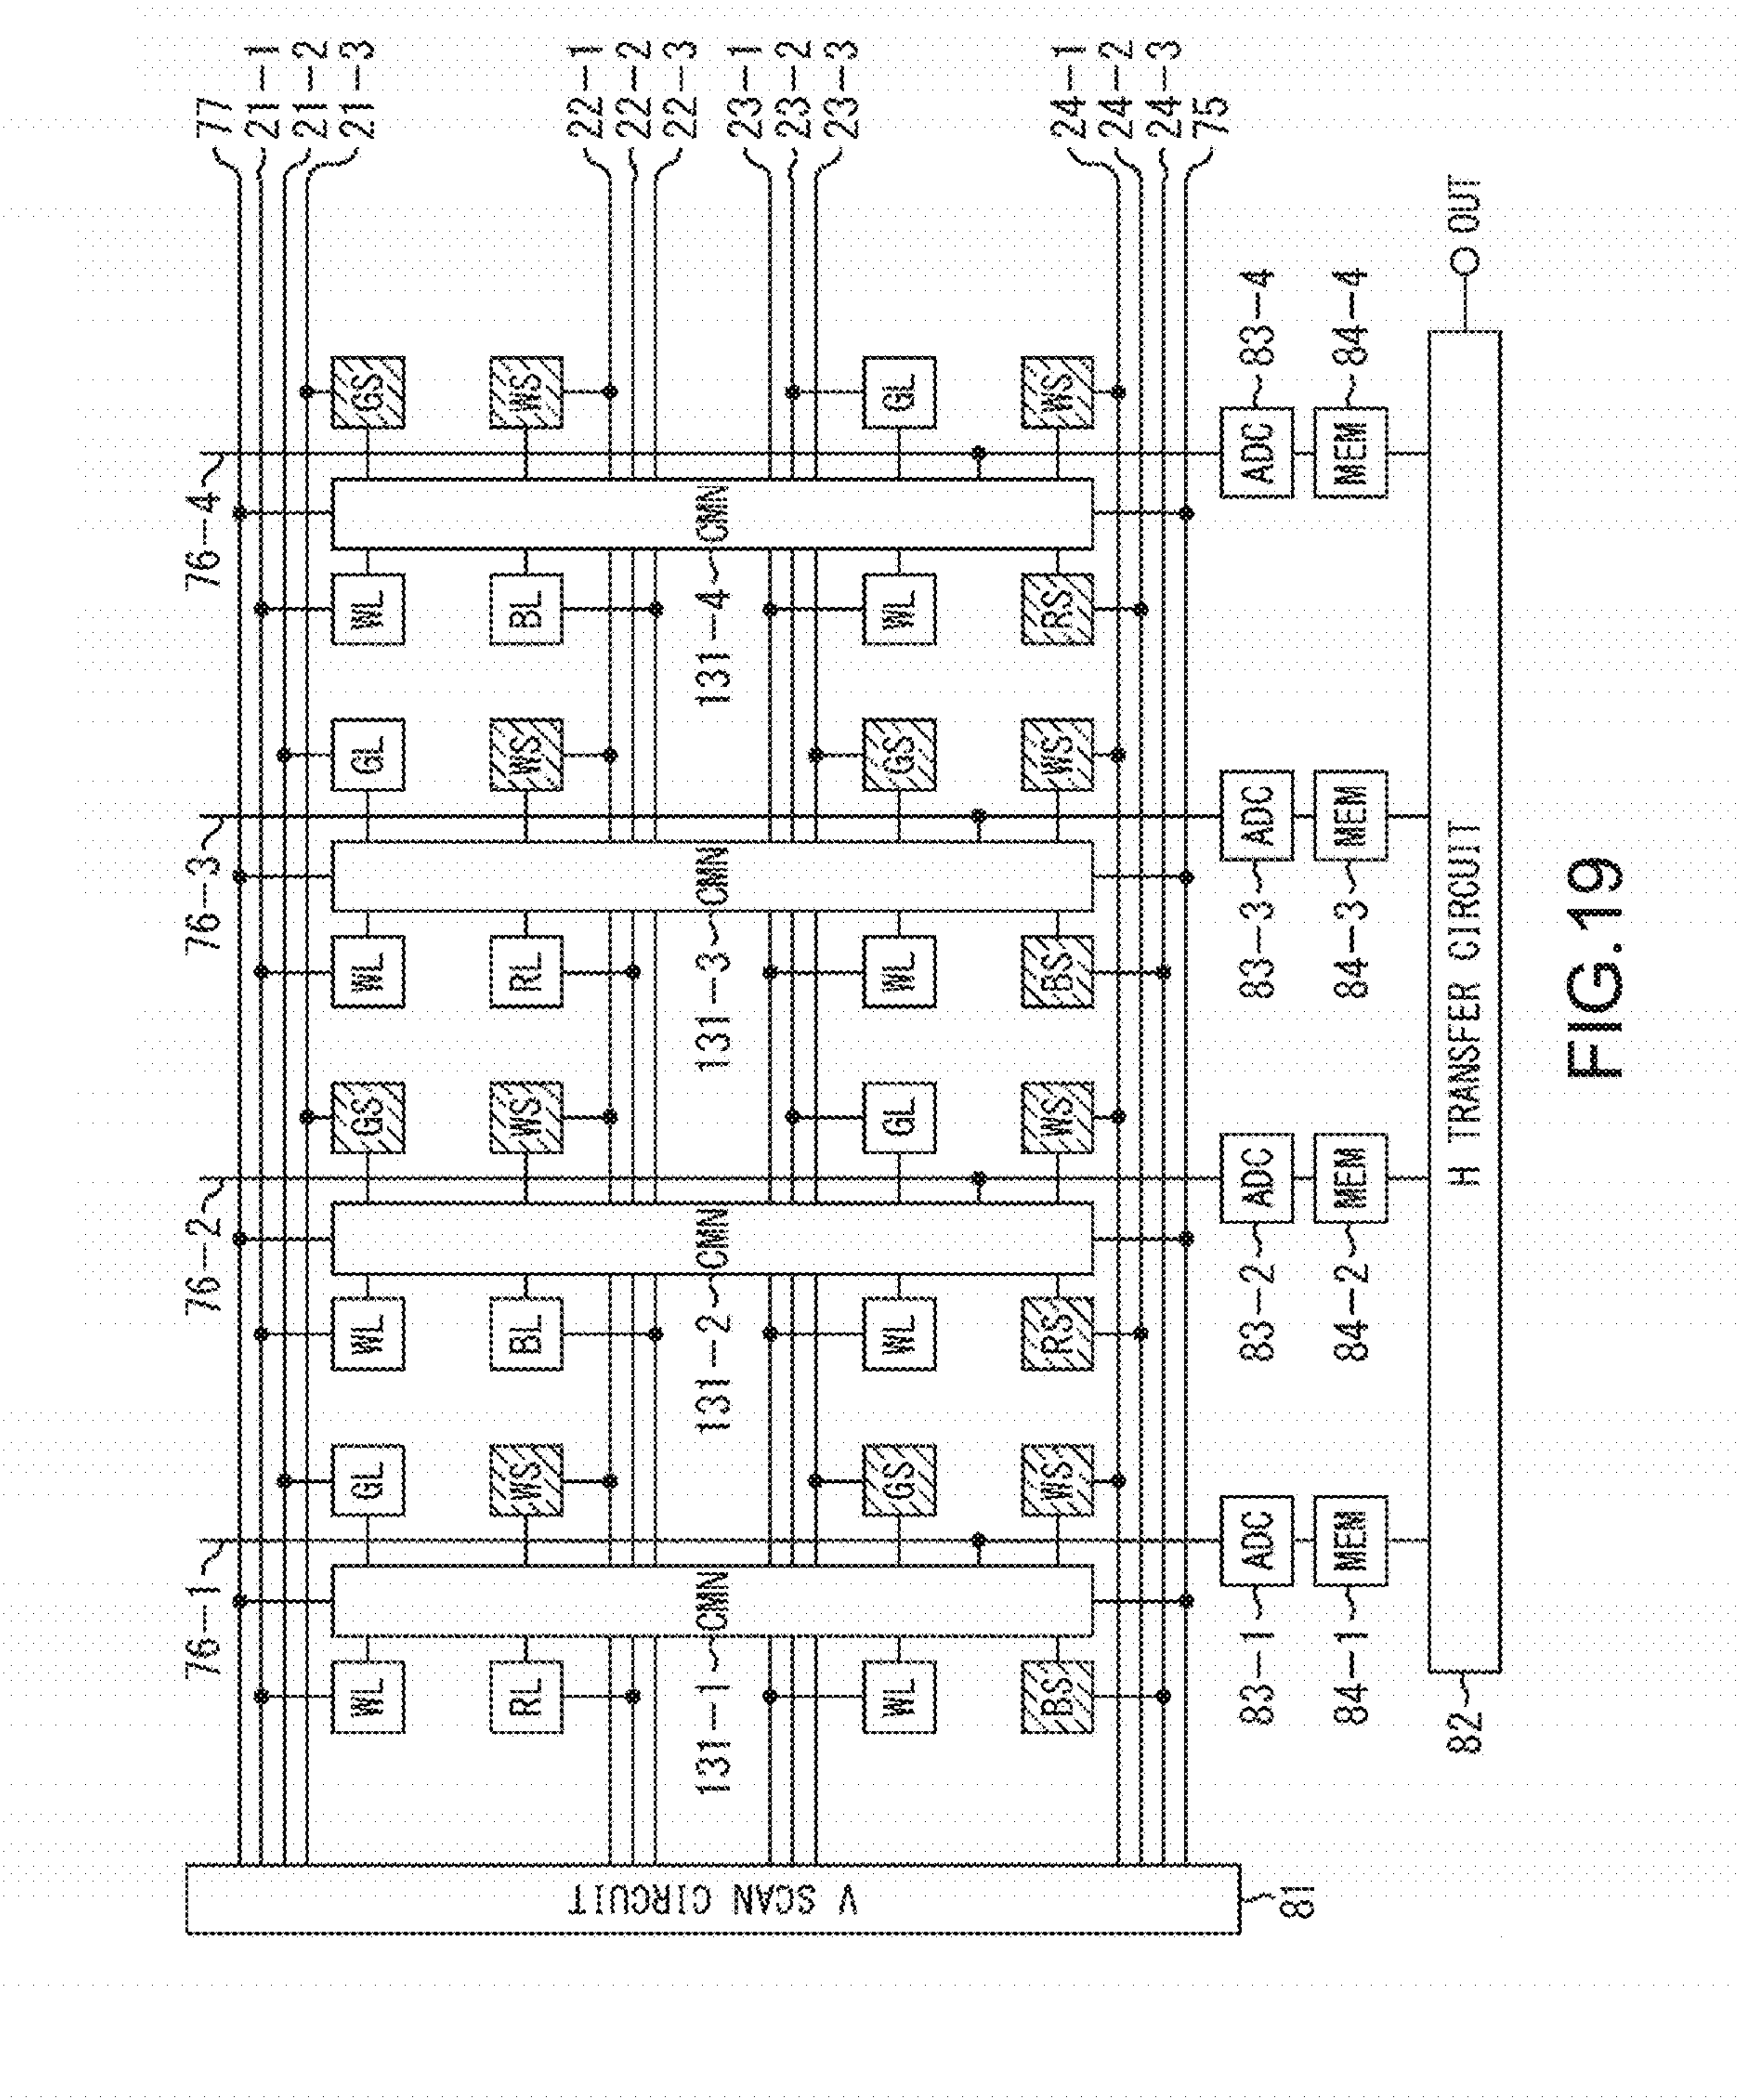 76-1 76-2 76-3 76-4 77
21-1
21-2
21-3
WL GL WL GS WL GL WL GS
RL WS BL WS RL WS BL WS
22-1
22-2
22-3
V SCAN CIRCUIT
131-1 CMN 131-2 CMN 131-3 CMN 131-4 CMN
23-1
23-2
23-3
WL GS WL GL WL GS WL GL
BS WS RS WS BS WS RS WS
24-1
24-2
24-3
75
81
83-1 ADC 83-2 ADC 83-3 ADC ADC 83-4
84-1 MEM 84-2 MEM 84-3 MEM MEM 84-4
82 H TRANSFER CIRCUIT OUT
FIG.19